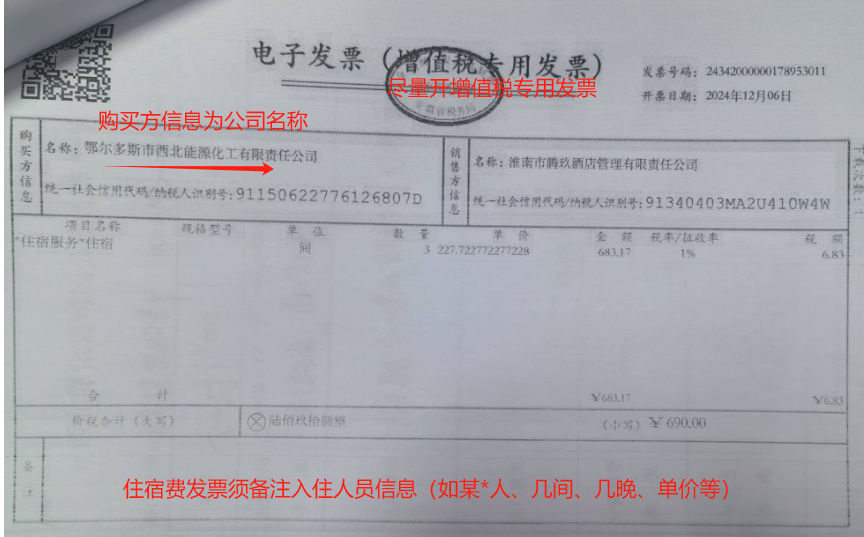 电子发票（增值税专用发票）
尽量开增值税专用发票
发票号码：24342000000178953011
开票日期：2024年12月06日
购买方信息为公司名称
购买方信息
名称：鄂尔多斯市西北能源化工有限责任公司
统一社会信用代码/纳税人识别号：91150622776126807D
销售方信息
名称：淮南市腾玖酒店管理有限责任公司
统一社会信用代码/纳税人识别号：91340403MA2U410W4W
项目名称 规格型号 单位 数量 单价 金额 税率/征收率 税额
*住宿服务*住宿 间 3 227.722772277228 683.17 1% 6.83
合计 ¥683.17 ¥6.83
价税合计（大写） 陆佰玖拾圆整 （小写）¥ 690.00
备注
住宿费发票须备注入住人员信息（如某*人、几间、几晚、单价等）